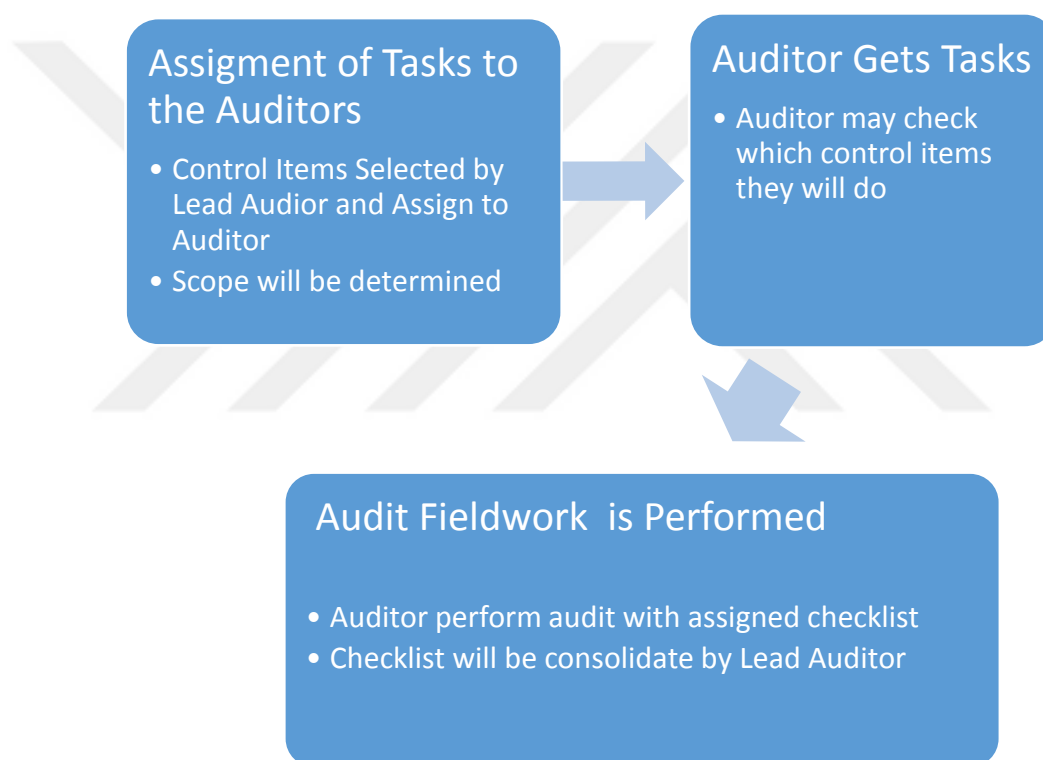 Assigment of Tasks to
the Auditors
• Control Items Selected by
Lead Audior and Assign to
Auditor
• Scope will be determined
Auditor Gets Tasks
• Auditor may check
which control items
they will do
Audit Fieldwork is Performed
• Auditor perform audit with assigned checklist
• Checklist will be consolidate by Lead Auditor